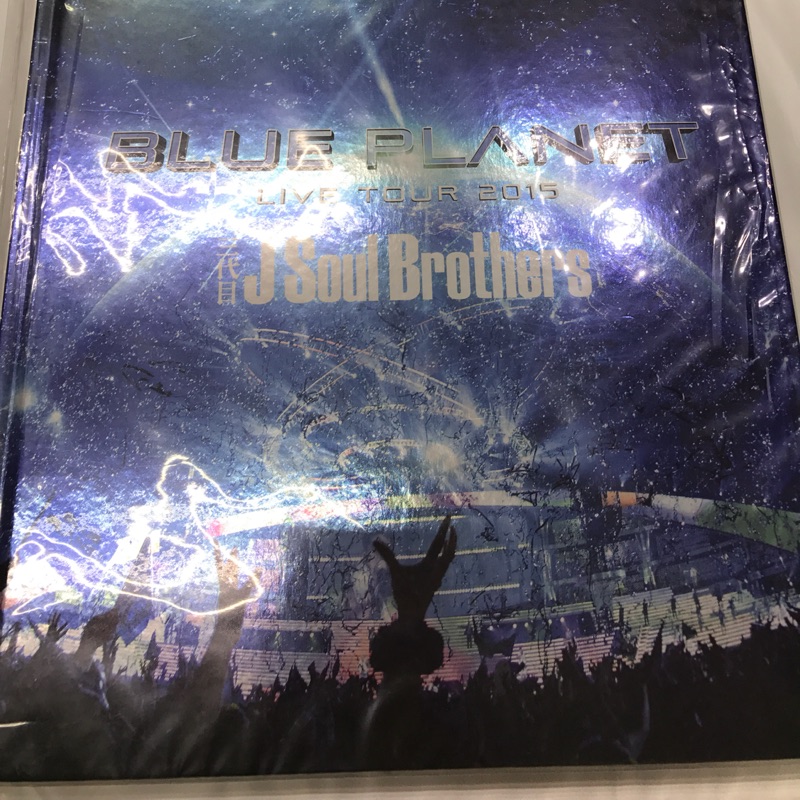 BLUE PLANET
LIVE TOUR 2015
代目 J Soul Brothers